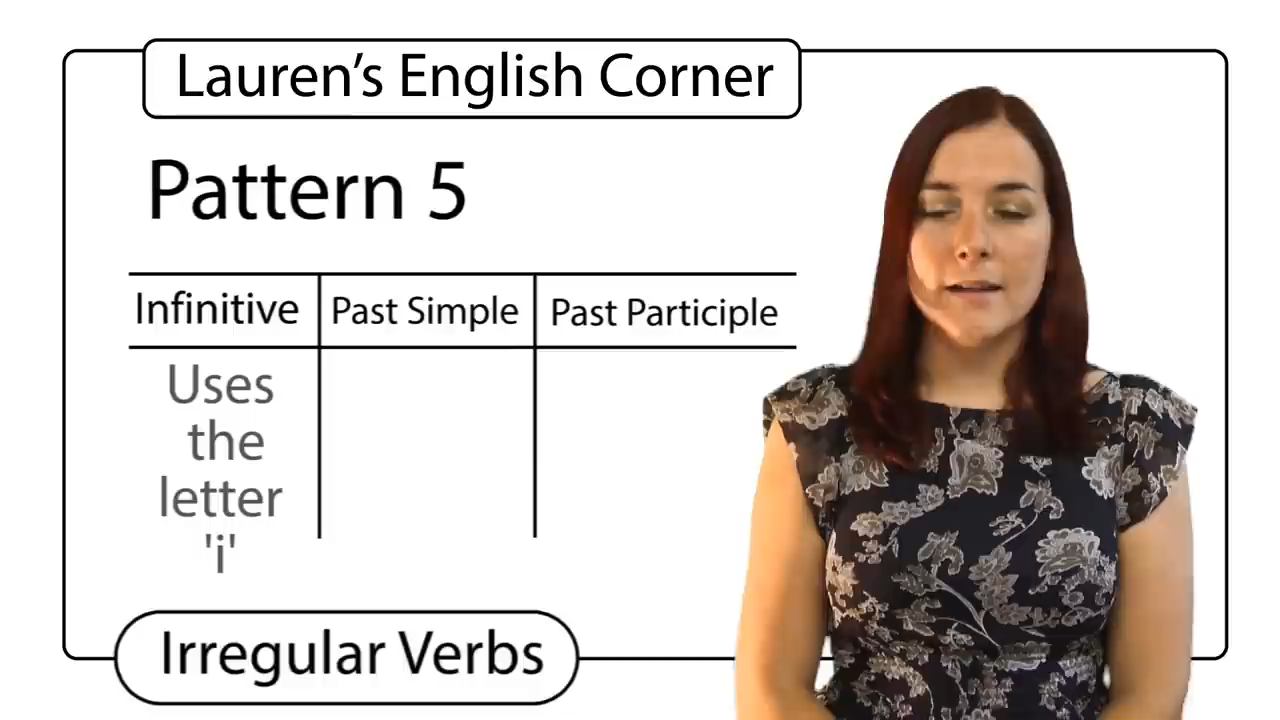 Lauren’s English Corner
Pattern 5
Infinitive
Past Simple
Past Participle
Uses
the
letter
'i'
Irregular Verbs